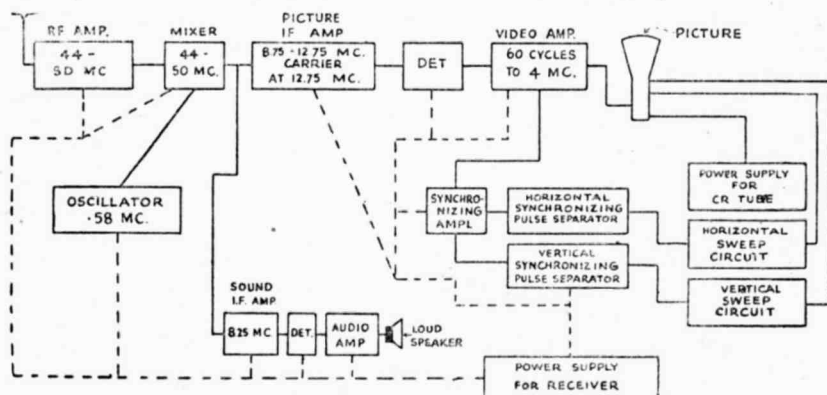 RF AMP.
44 -
5D MC
MIXER
44 -
50 MC.
PICTURE
IF AMP
8.75 - 12.75 MC.
CARRIER
AT 12.75 MC.
DET
VIDEO AMP.
60 CYCLES
TO 4 MC.
PICTURE
OSCILLATOR
.58 MC.
SYNCHRO-
NIZING
AMPL
HORIZONTAL
SYNCHRONIZING
PULSE SEPARATOR
VERTICAL
SYNCHRONIZING
PULSE SEPARATOR
POWER SUPPLY
FOR
CR TUBE
HORIZONTAL
SWEEP
CIRCUIT
VERTICAL
SWEEP
CIRCUIT
SOUND
I.F. AMP
8.25 MC
DET.
AUDIO
AMP
LOUD
SPEAKER
POWER SUPPLY
FOR RECEIVER